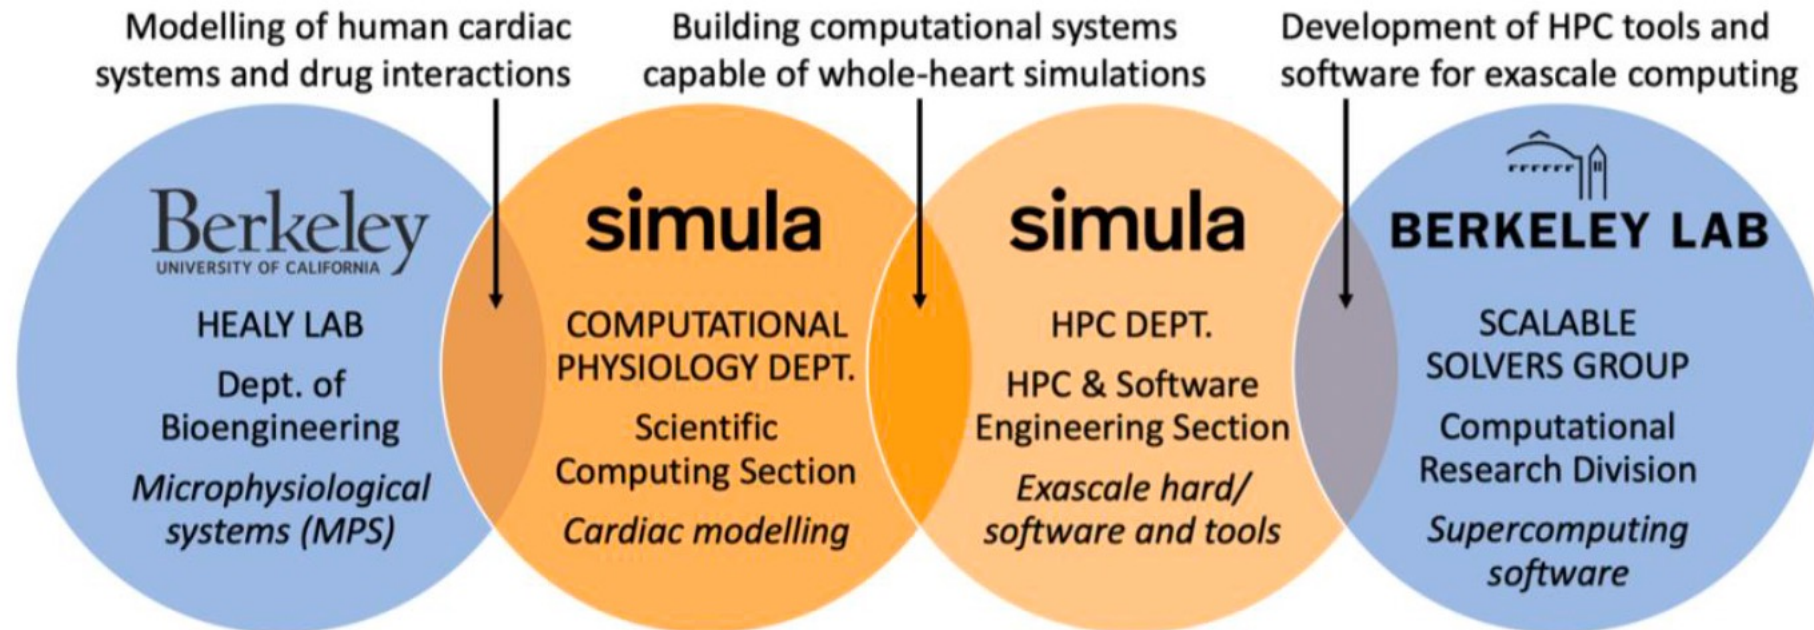 Modelling of human cardiac
systems and drug interactions
Building computational systems
capable of whole-heart simulations
Development of HPC tools and
software for exascale computing
Berkeley
UNIVERSITY OF CALIFORNIA
HEALY LAB
Dept. of
Bioengineering
Microphysiological
systems (MPS)
simula
COMPUTATIONAL
PHYSIOLOGY DEPT.
Scientific
Computing Section
Cardiac modelling
simula
HPC DEPT.
HPC & Software
Engineering Section
Exascale hard/
software and tools
BERKELEY LAB
SCALABLE
SOLVERS GROUP
Computational
Research Division
Supercomputing
software